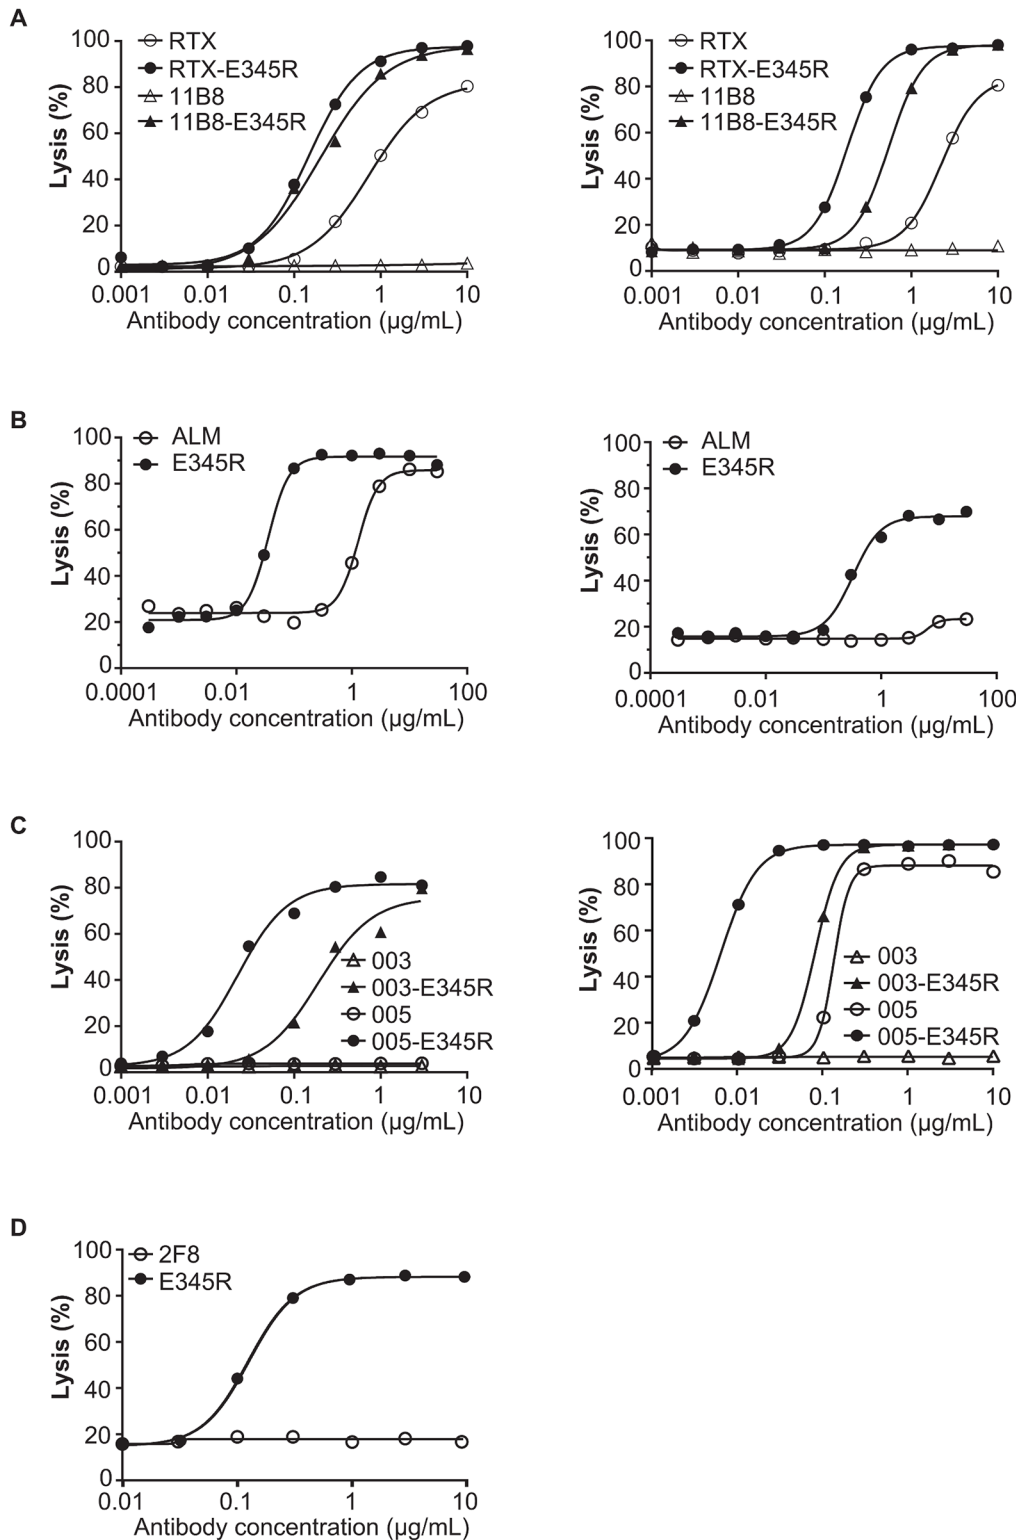 A
100
80
60
40
20
0
Lysis (%)
RTX
RTX-E345R
11B8
11B8-E345R
0.001
0.01
0.1
1
10
Antibody concentration (µg/mL)
100
80
60
40
20
0
Lysis (%)
RTX
RTX-E345R
11B8
11B8-E345R
0.001
0.01
0.1
1
10
Antibody concentration (µg/mL)
B
100
80
60
40
20
0
Lysis (%)
ALM
E345R
0.0001
0.01
1
100
Antibody concentration (µg/mL)
100
80
60
40
20
0
Lysis (%)
ALM
E345R
0.0001
0.01
1
100
Antibody concentration (µg/mL)
C
100
80
60
40
20
0
Lysis (%)
003
003-E345R
005
005-E345R
0.001
0.01
0.1
1
10
Antibody concentration (µg/mL)
100
80
60
40
20
0
Lysis (%)
003
003-E345R
005
005-E345R
0.001
0.01
0.1
1
10
Antibody concentration (µg/mL)
D
100
80
60
40
20
0
Lysis (%)
2F8
E345R
0.01
0.1
1
10
Antibody concentration (µg/mL)